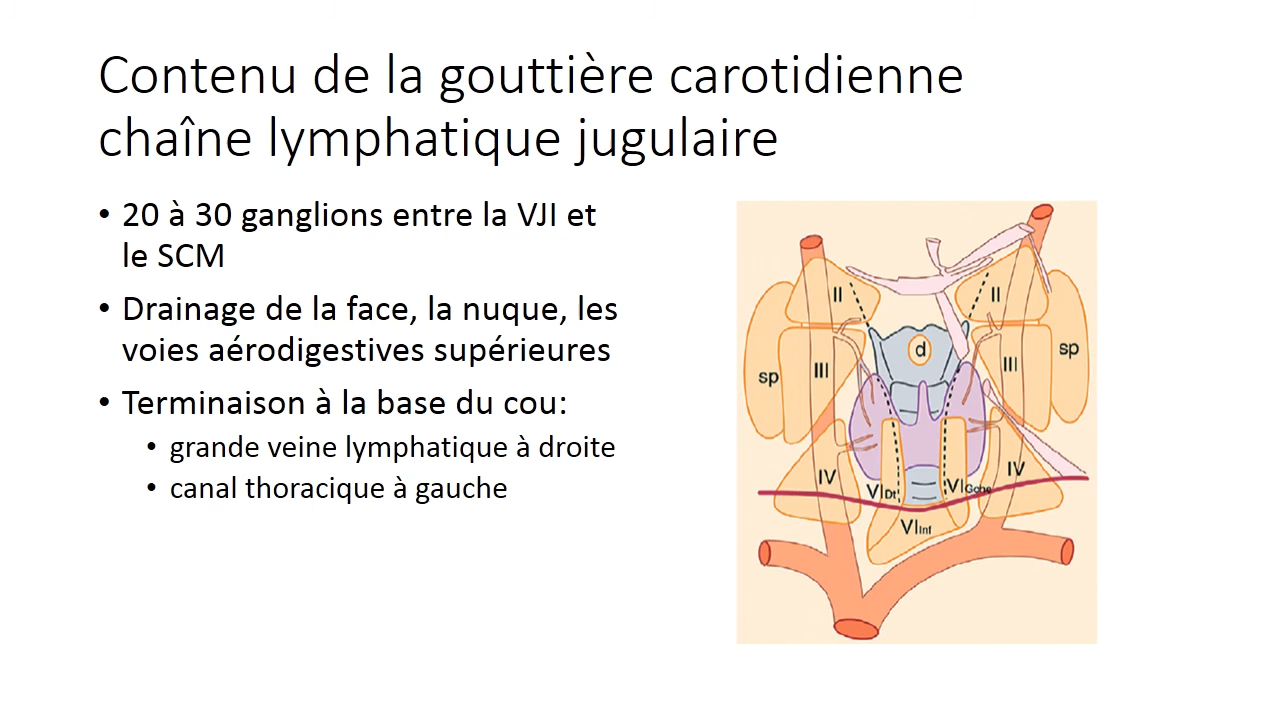 Contenu de la gouttière carotidienne
chaîne lymphatique jugulaire
• 20 à 30 ganglions entre la VJI et
le SCM
• Drainage de la face, la nuque, les
voies aérodigestives supérieures
• Terminaison à la base du cou:
• grande veine lymphatique à droite
• canal thoracique à gauche
II
II
d
sp
III
III
sp
IV
VIDt
VIGche
IV
VIInf